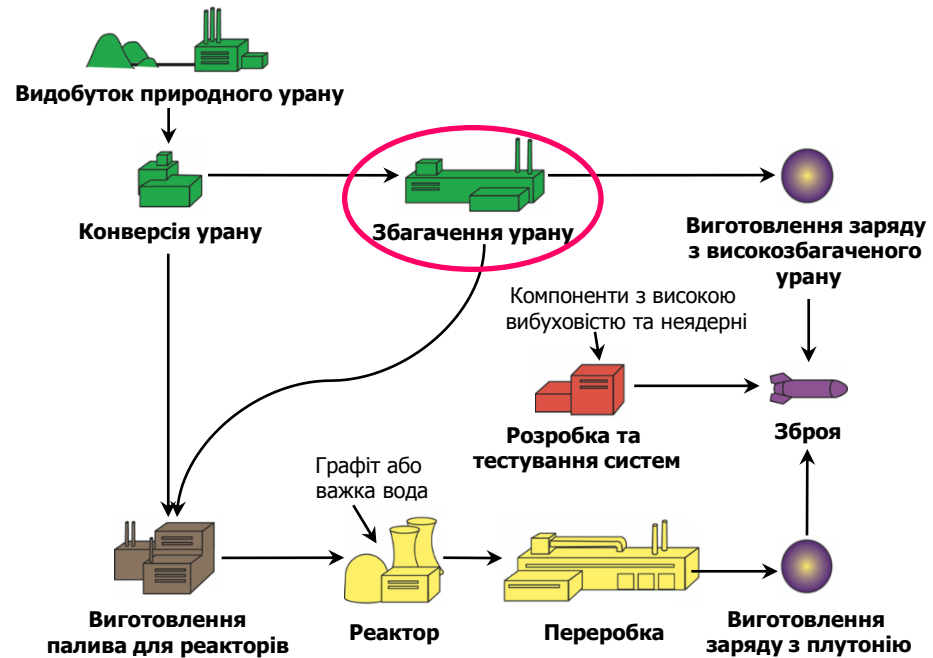 Видобуток природного урану
Конверсія урану
Збагачення урану
Виготовлення заряду
з високозбагаченого
урану
Компоненти з високою
вибуховістю та неядерні
Розробка та
тестування систем
Зброя
Графіт або
важка вода
Виготовлення
палива для реакторів
Реактор
Переробка
Виготовлення
заряду з плутонію